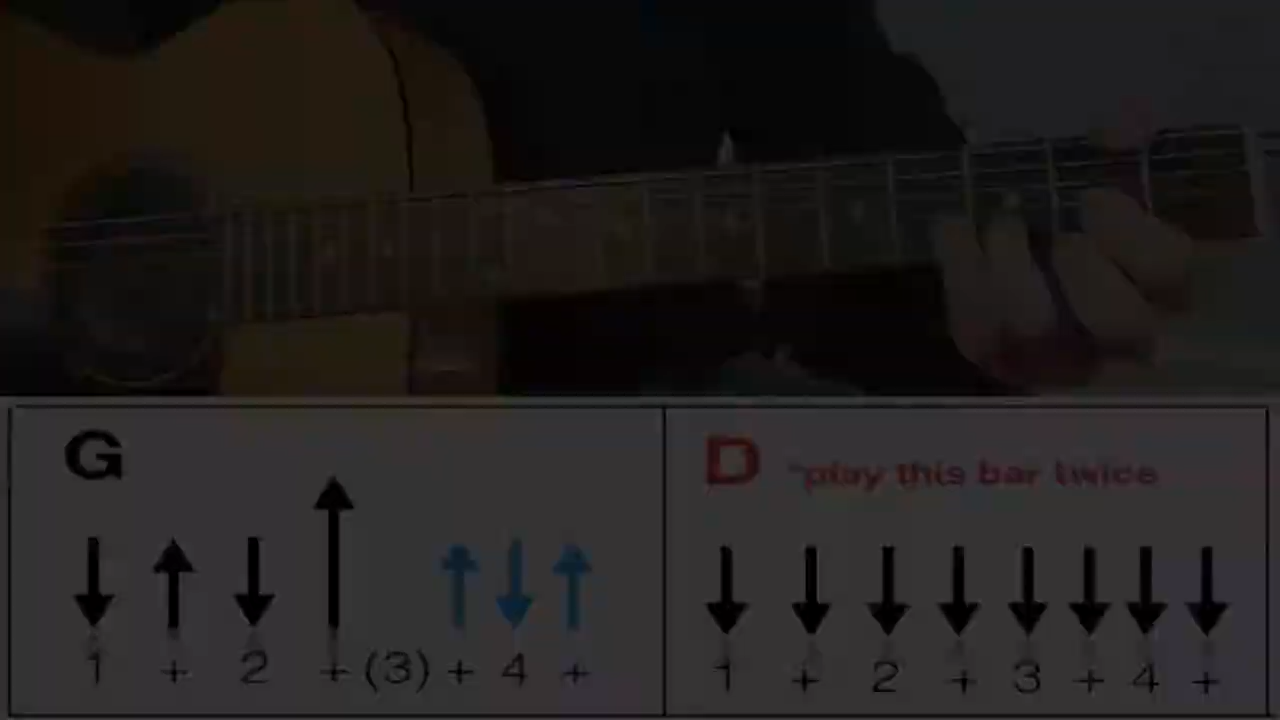 G
1 + 2 + (3) + 4 +
D *play this bar twice
1 + 2 + 3 + 4 +